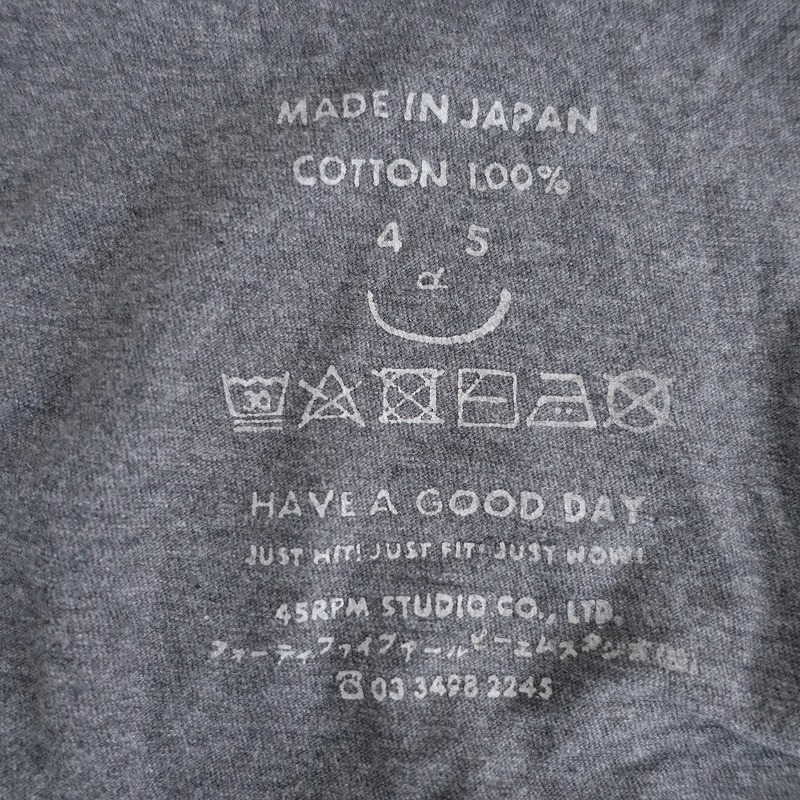 MADE IN JAPAN
COTTON 100%
4 5
α
30
HAVE A GOOD DAY
JUST HIT! JUST FIT! JUST NOW!
45RPM STUDIO CO., LTD.
フォーティファイブアールピーエムスタジオ(株)
☎ 03 3498 2245